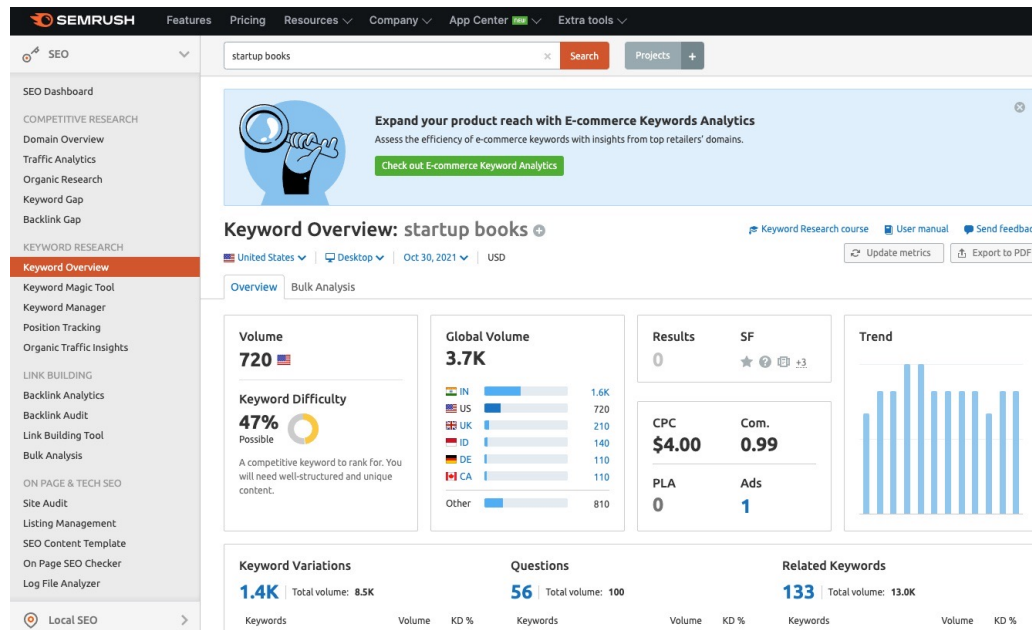 SEMRUSH Features Pricing Resources Company App Center NEW Extra tools
SEO
startup books × Search Projects +
SEO Dashboard
COMPETITIVE RESEARCH
Domain Overview
Traffic Analytics
Organic Research
Keyword Gap
Backlink Gap
KEYWORD RESEARCH
Keyword Overview
Keyword Magic Tool
Keyword Manager
Position Tracking
Organic Traffic Insights
LINK BUILDING
Backlink Analytics
Backlink Audit
Link Building Tool
Bulk Analysis
ON PAGE & TECH SEO
Site Audit
Listing Management
SEO Content Template
On Page SEO Checker
Log File Analyzer
Local SEO
Expand your product reach with E-commerce Keywords Analytics
Assess the efficiency of e-commerce keywords with insights from top retailers' domains.
Check out E-commerce Keyword Analytics
Keyword Overview: startup books
Keyword Research course User manual Send feedbac
United States Desktop Oct 30, 2021 USD
Update metrics Export to PDF
Overview Bulk Analysis
Volume
720
Keyword Difficulty
47%
Possible
A competitive keyword to rank for. You
will need well-structured and unique
content.
Global Volume
3.7K
IN 1.6K
US 720
UK 210
ID 140
DE 110
CA 110
Other 810
Results SF
0 +3
CPC Com.
$4.00 0.99
PLA Ads
0 1
Trend
Keyword Variations
1.4K Total volume: 8.5K
Keywords Volume KD %
Questions
56 Total volume: 100
Keywords Volume KD %
Related Keywords
133 Total volume: 13.0K
Keywords Volume KD %